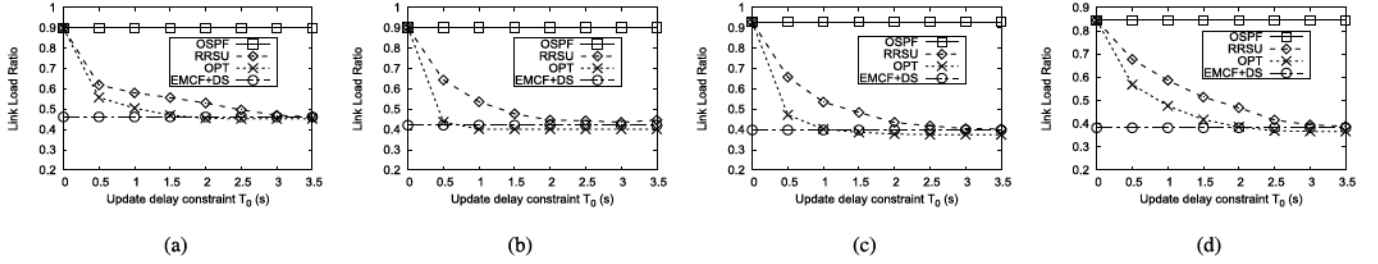 1
0.9
0.8
0.7
0.6
0.5
0.4
0.3
0.2
Link Load Ratio
OSPF
RRSU
OPT
EMCF+DS
0 0.5 1 1.5 2 2.5 3 3.5
Update delay constraint T0 (s)
(a)
1
0.9
0.8
0.7
0.6
0.5
0.4
0.3
0.2
Link Load Ratio
OSPF
RRSU
OPT
EMCF+DS
0 0.5 1 1.5 2 2.5 3 3.5
Update delay constraint T0 (s)
(b)
1
0.9
0.8
0.7
0.6
0.5
0.4
0.3
0.2
Link Load Ratio
OSPF
RRSU
OPT
EMCF+DS
0 0.5 1 1.5 2 2.5 3 3.5
Update delay constraint T0 (s)
(c)
0.9
0.8
0.7
0.6
0.5
0.4
0.3
0.2
Link Load Ratio
OSPF
RRSU
OPT
EMCF+DS
0 0.5 1 1.5 2 2.5 3 3.5
Update delay constraint T0 (s)
(d)